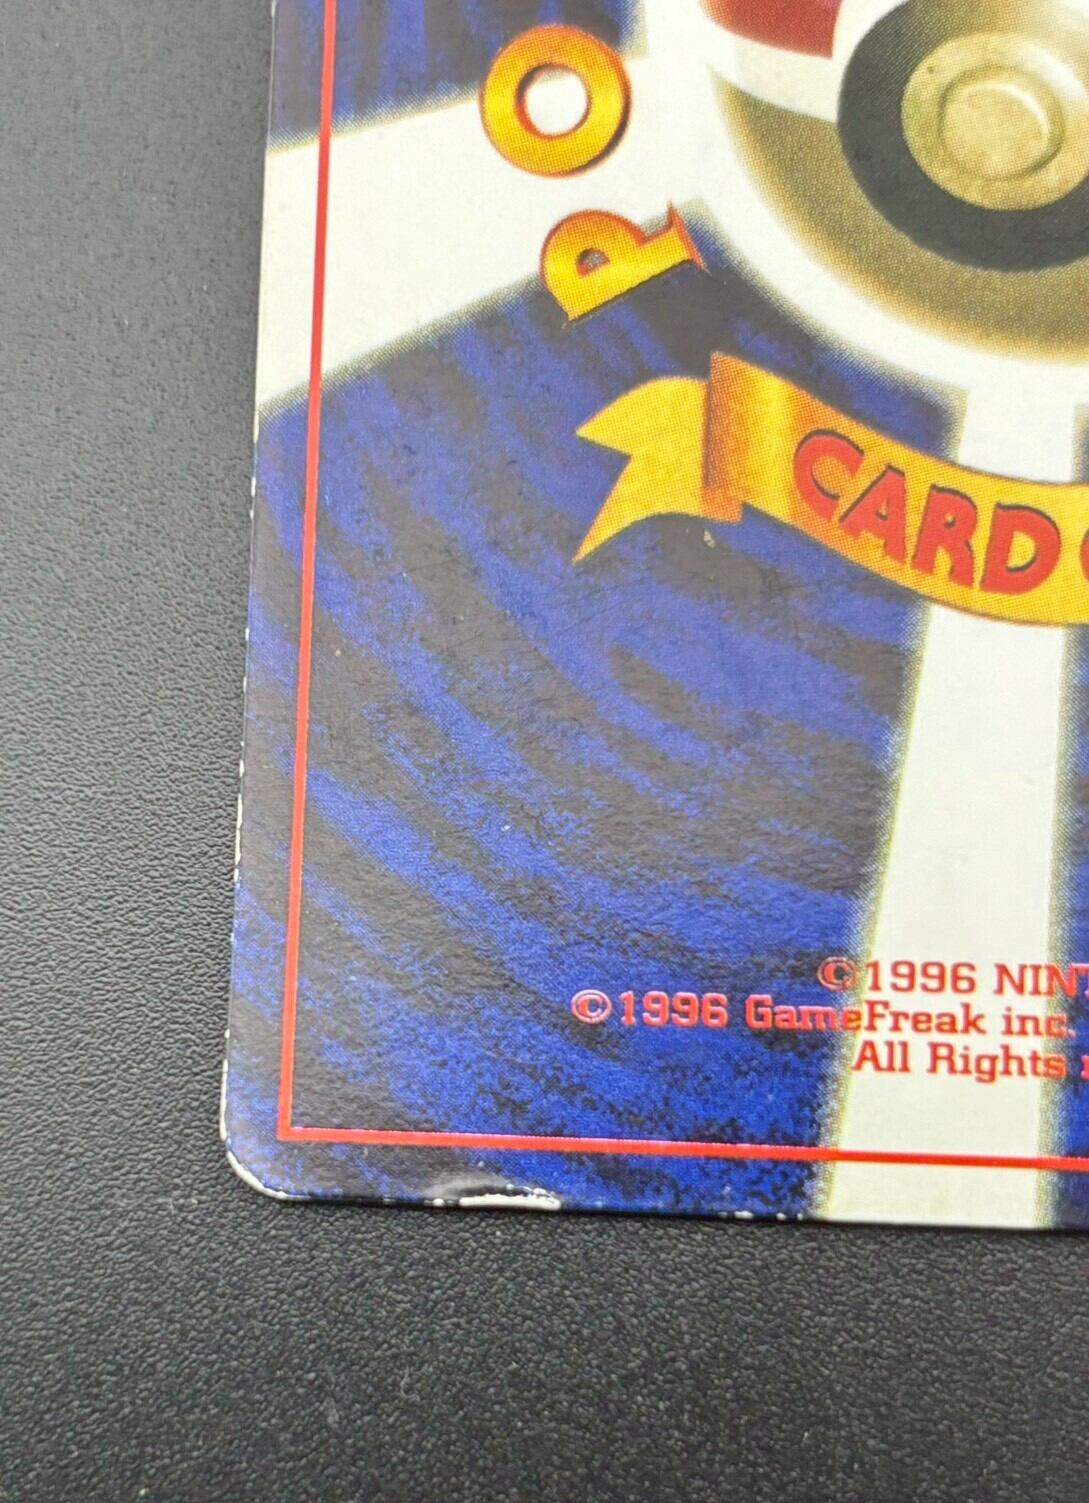 PO
CARD
©1996 NIN
©1996 GameFreak inc.
All Rights